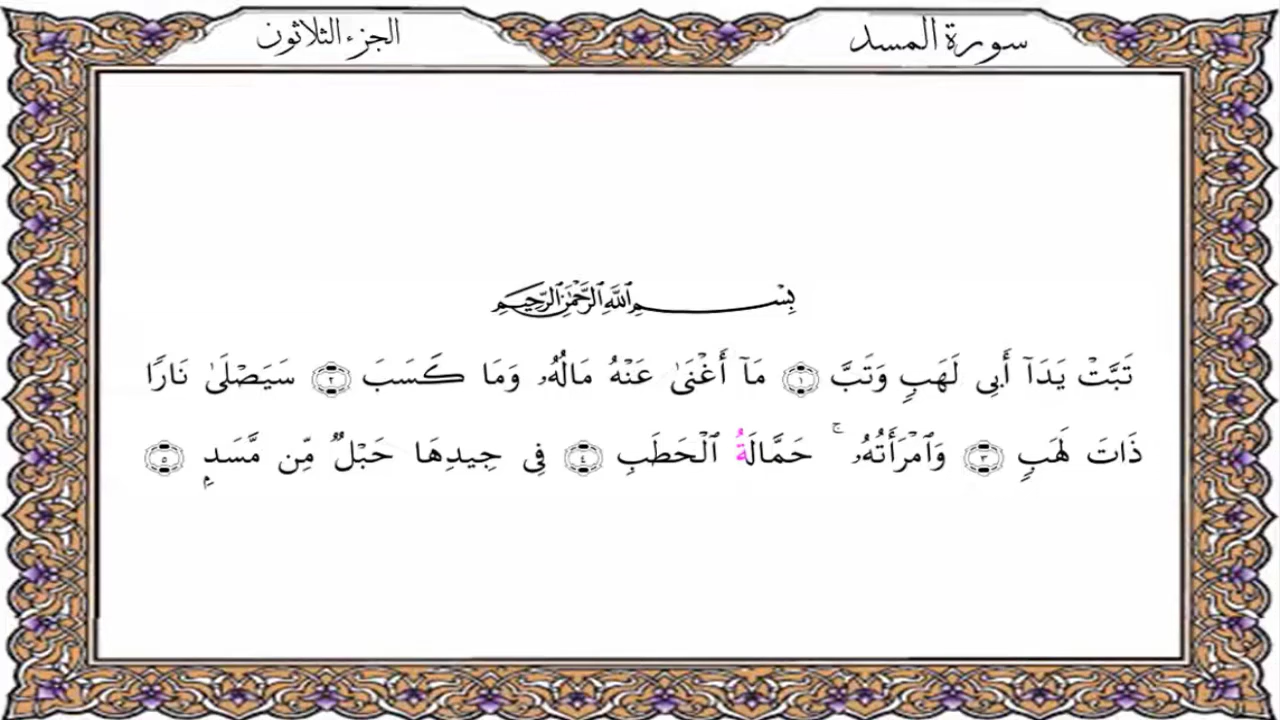 سورة المسد
الجزء الثلاثون
بِسْمِ ٱللَّهِ ٱلرَّحْمَٰنِ ٱلرَّحِيمِ
تَبَّتْ يَدَآ أَبِى لَهَبٍ وَتَبَّ ١ مَآ أَغْنَىٰ عَنْهُ مَالُهُۥ وَمَا كَسَبَ ٢ سَيَصْلَىٰ نَارًا
ذَاتَ لَهَبٍ ٣ وَٱمْرَأَتُهُۥ ۚ حَمَّالَةُ ٱلْحَطَبِ ٤ فِى جِيدِهَا حَبْلٌ مِّن مَّسَدٍۭ ٥